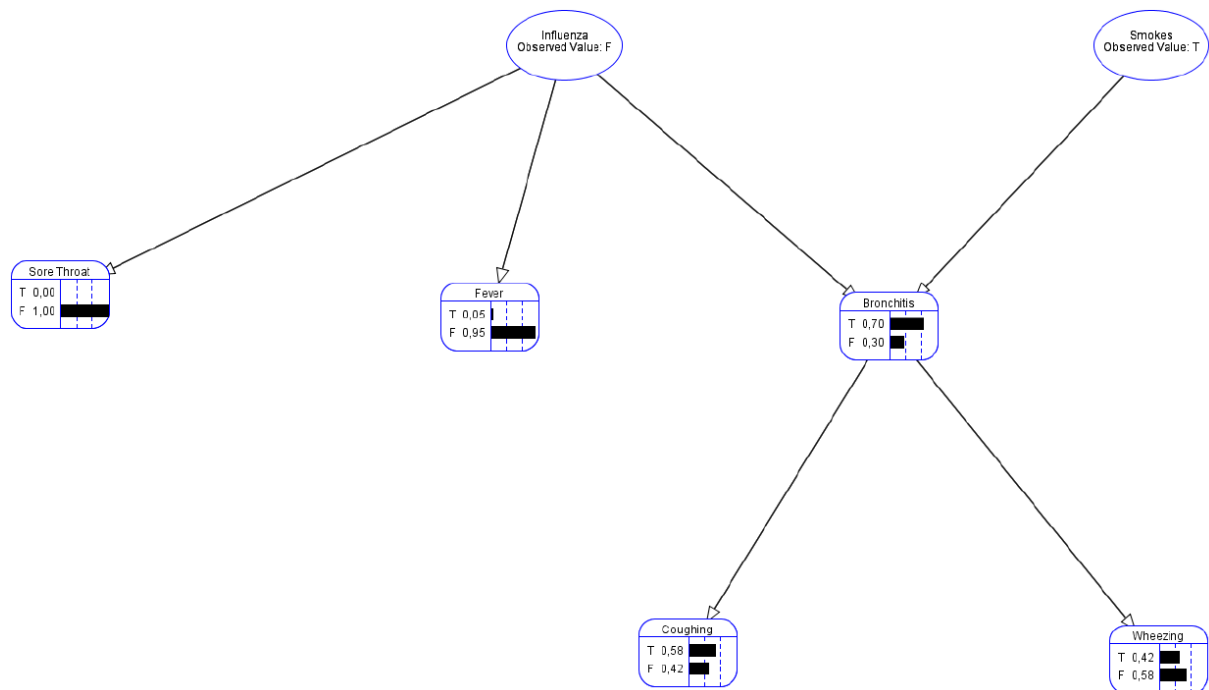 Influenza
Observed Value: F
Smokes
Observed Value: T
Sore Throat
T 0,00
F 1,00
Fever
T 0,05
F 0,95
Bronchitis
T 0,70
F 0,30
Coughing
T 0,58
F 0,42
Wheezing
T 0,42
F 0,58